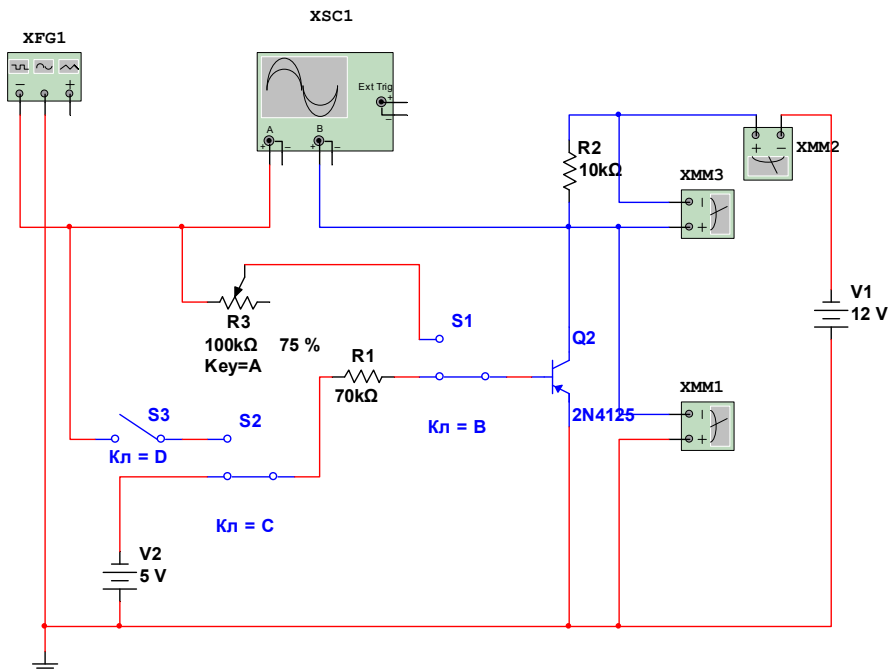 XSC1
XFG1
Ext Trig
+
−
− +
A B
+ − + −
R2
10kΩ
+ −
XMM2
XMM3
−
+
V1
12 V
S1
R3
100kΩ 75 %
Key=A
R1
70kΩ
Q2
2N4125
XMM1
−
+
Кл = B
S3 S2
Кл = D
Кл = C
V2
5 V